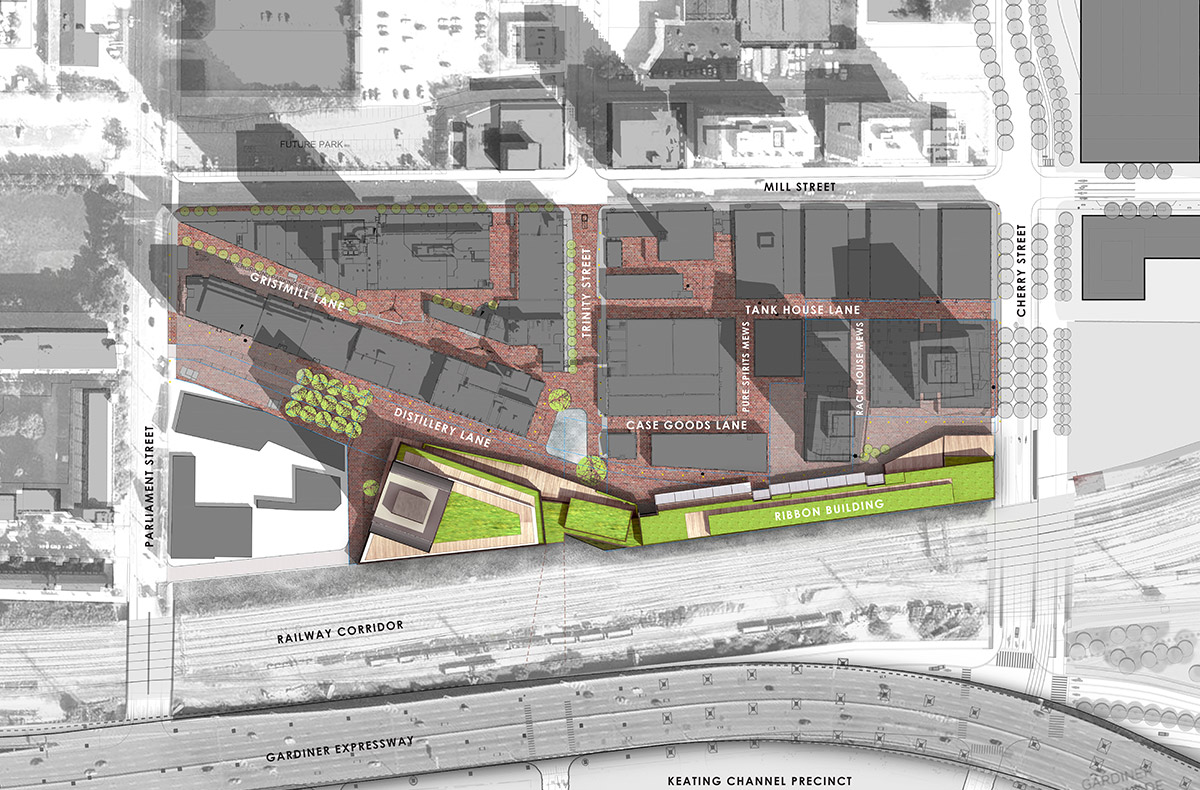 FUTURE PARK
MILL STREET
CHERRY STREET
TRINITY STREET
GRISTMILL LANE
TANK HOUSE LANE
PURE SPIRITS MEWS
RACK HOUSE MEWS
DISTILLERY LANE
CASE GOODS LANE
PARLIAMENT STREET
RIBBON BUILDING
RAILWAY CORRIDOR
GARDINER EXPRESSWAY
KEATING CHANNEL PRECINCT
GARDINER